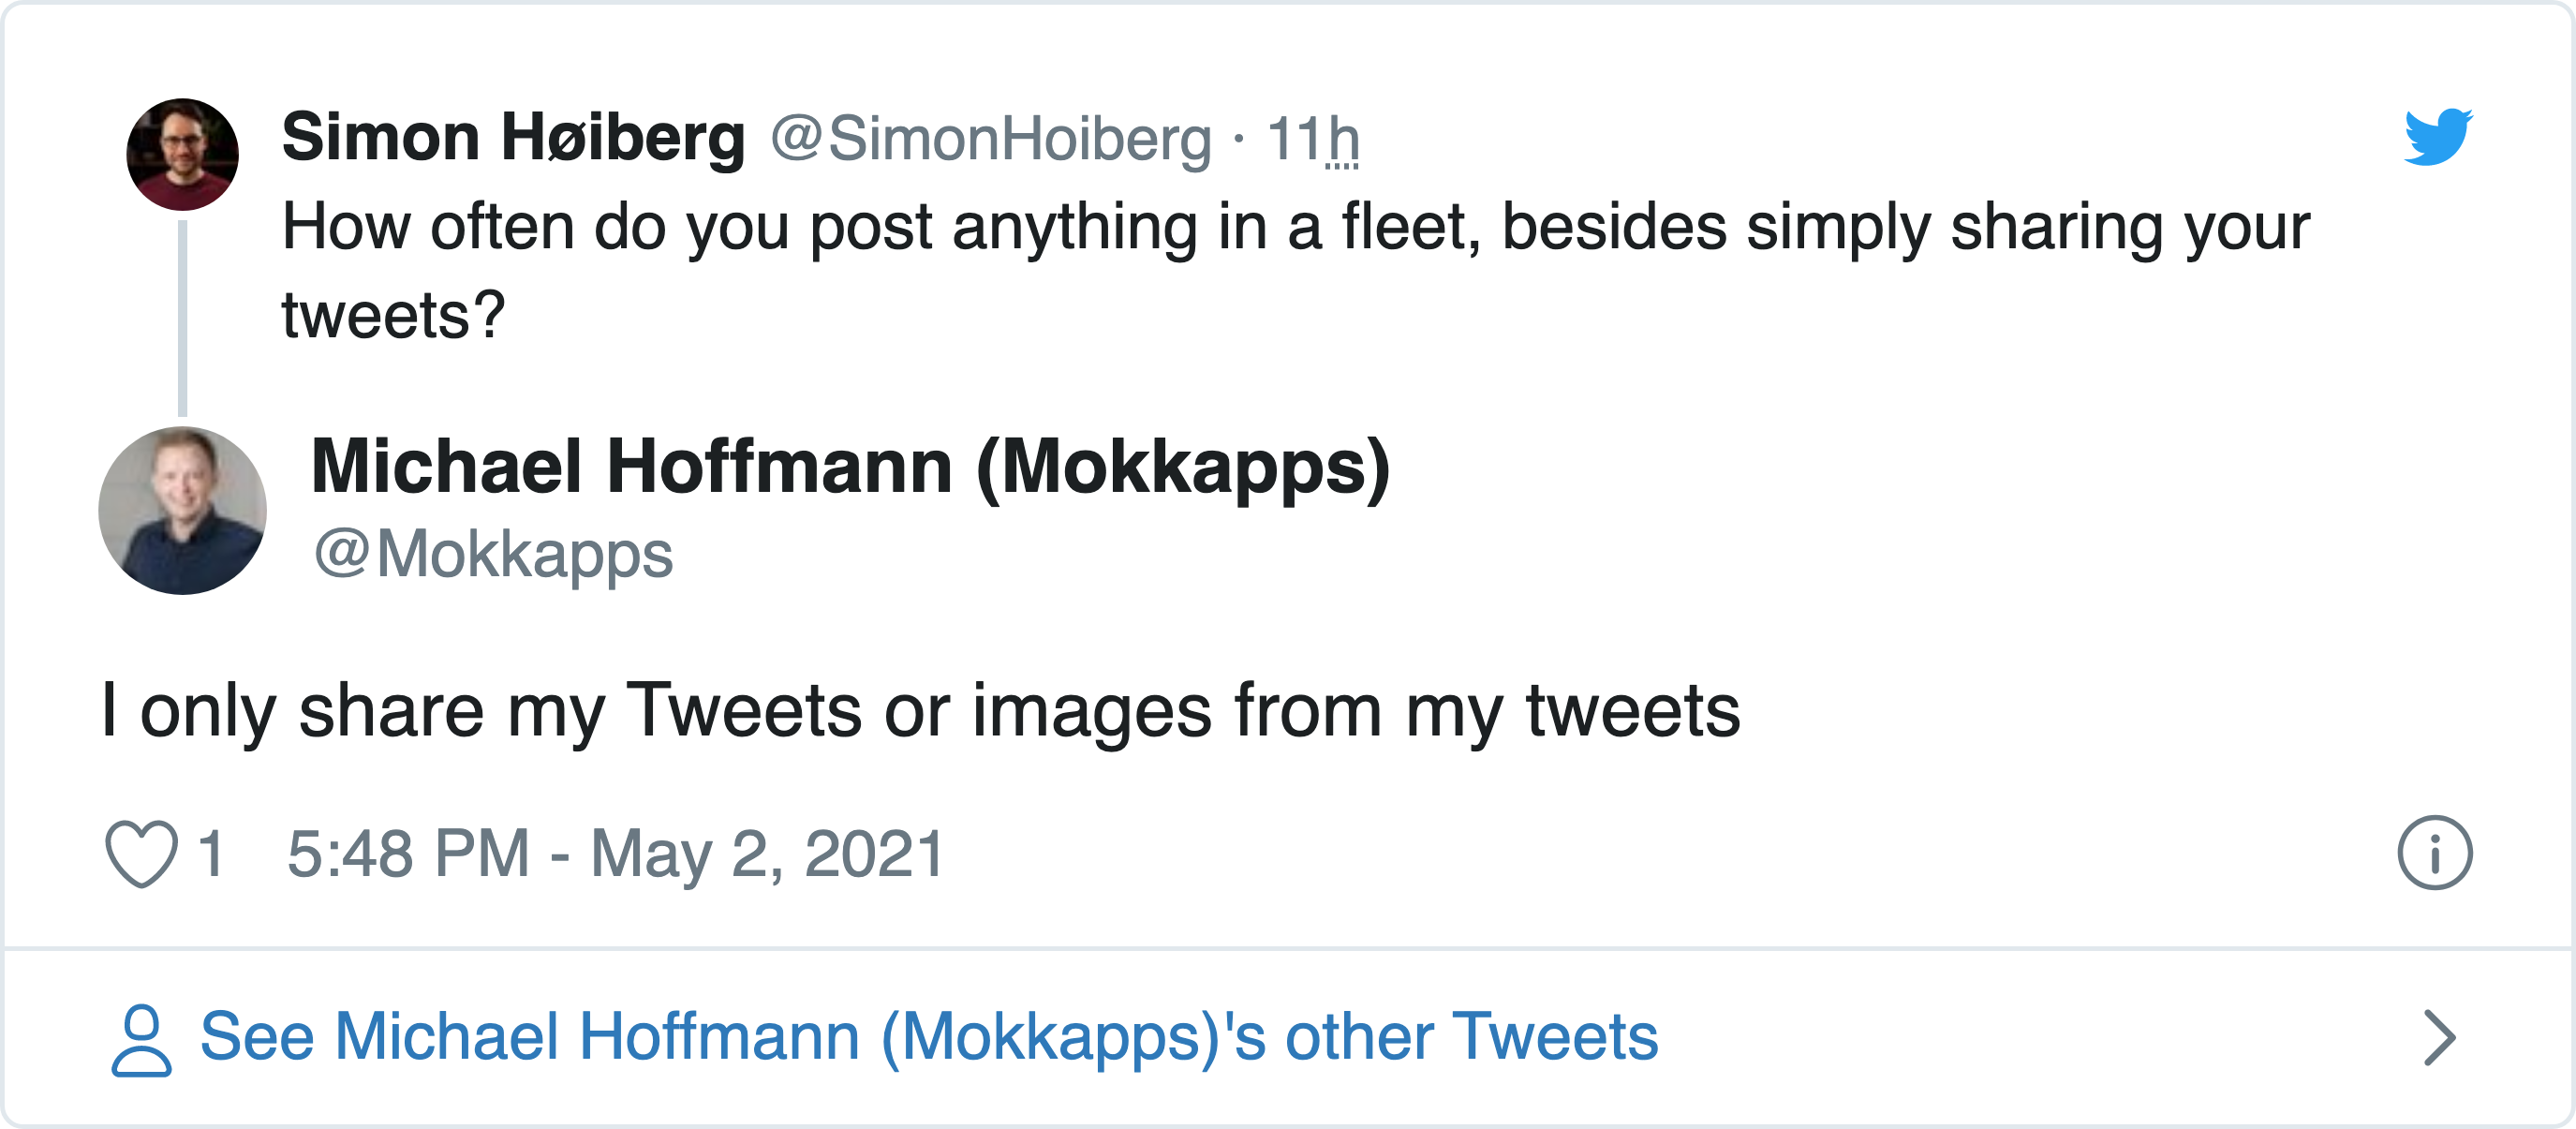 Simon Høiberg @SimonHoiberg · 11h
How often do you post anything in a fleet, besides simply sharing your
tweets?
Michael Hoffmann (Mokkapps)
@Mokkapps
I only share my Tweets or images from my tweets
1 5:48 PM - May 2, 2021
See Michael Hoffmann (Mokkapps)'s other Tweets